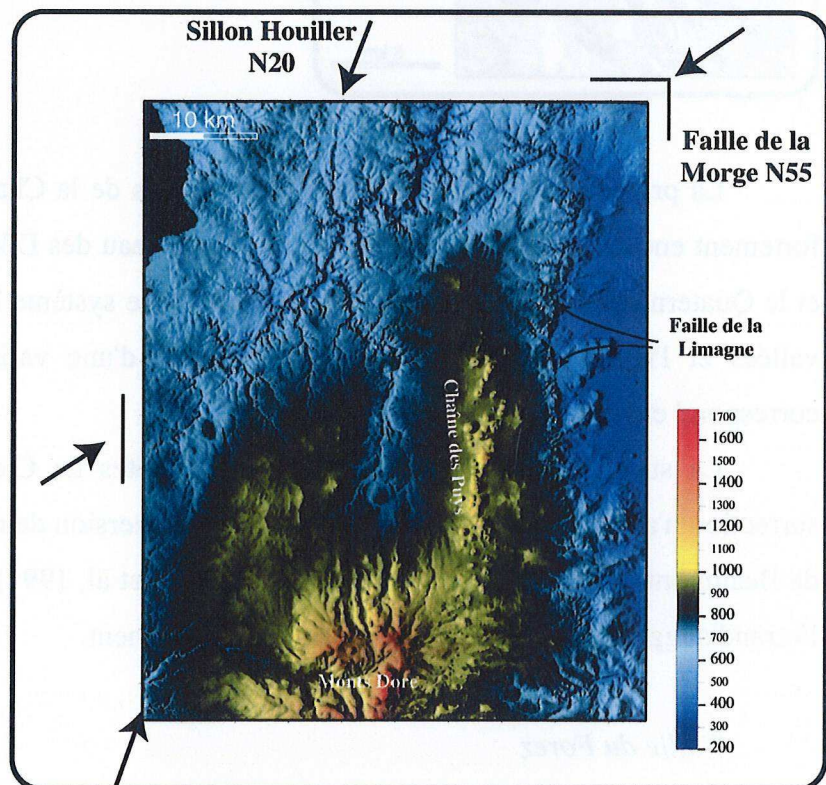 Sillon Houiller
N20
10 km
Faille de la
Morge N55
Faille de la
Limagne
Chaîne des Puys
Monts Dore
1700
1600
1500
1400
1300
1200
1100
1000
900
800
700
600
500
400
300
200